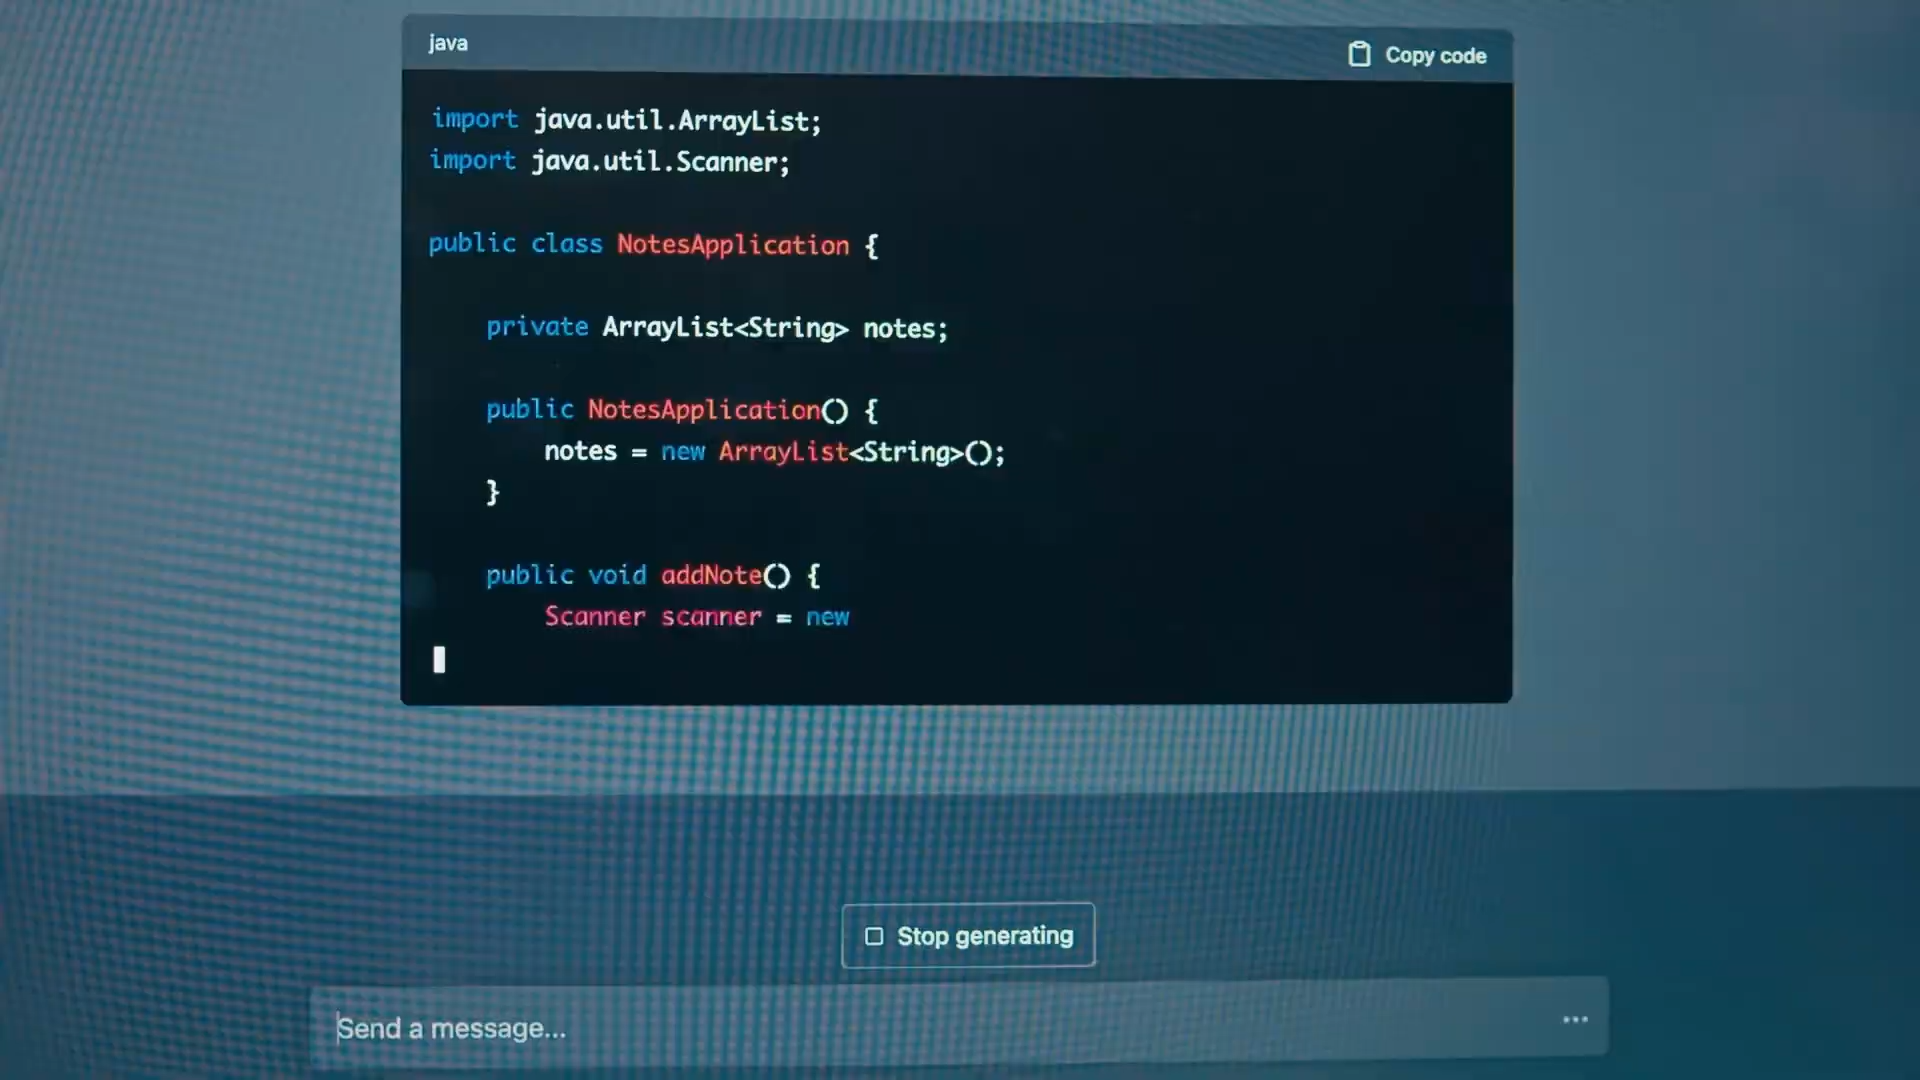 java
Copy code
import java.util.ArrayList;
import java.util.Scanner;
public class NotesApplication {
private ArrayList<String> notes;
public NotesApplication() {
notes = new ArrayList<String>();
}
public void addNote() {
Scanner scanner = new
Stop generating
Send a message...